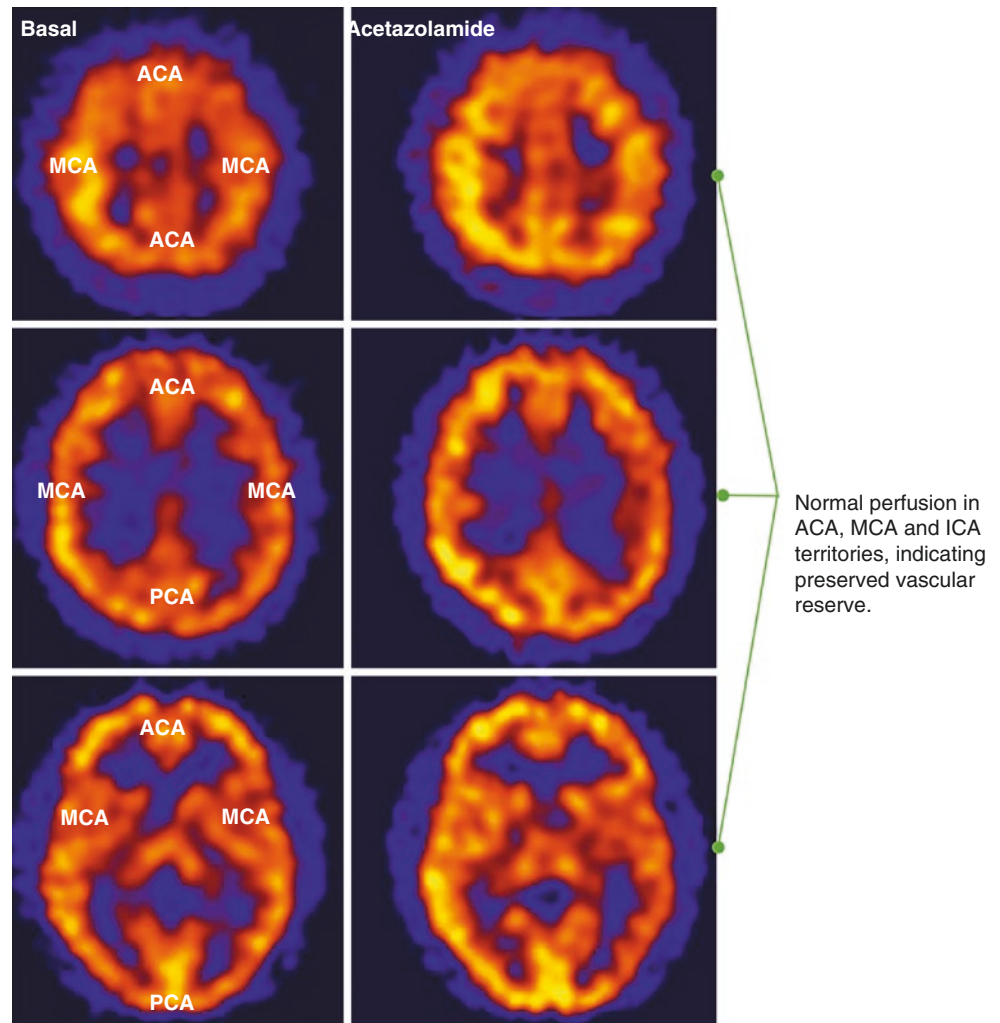 Basal
Acetazolamide
ACA
MCA MCA
ACA
ACA
MCA MCA
PCA
ACA
MCA MCA
PCA
Normal perfusion in
ACA, MCA and ICA
territories, indicating
preserved vascular
reserve.